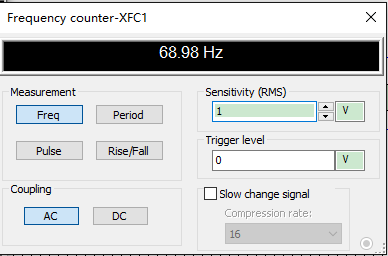 Frequency counter-XFC1
68.98 Hz
Measurement
Freq
Period
Pulse
Rise/Fall
Coupling
AC
DC
Sensitivity (RMS)
1
V
Trigger level
0
V
Slow change signal
Compression rate:
16